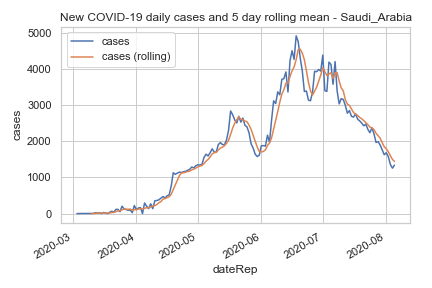 New COVID-19 daily cases and 5 day rolling mean - Saudi_Arabia
cases
cases (rolling)
5000
4000
3000
2000
1000
0
cases
2020-03
2020-04
2020-05
2020-06
2020-07
2020-08
dateRep